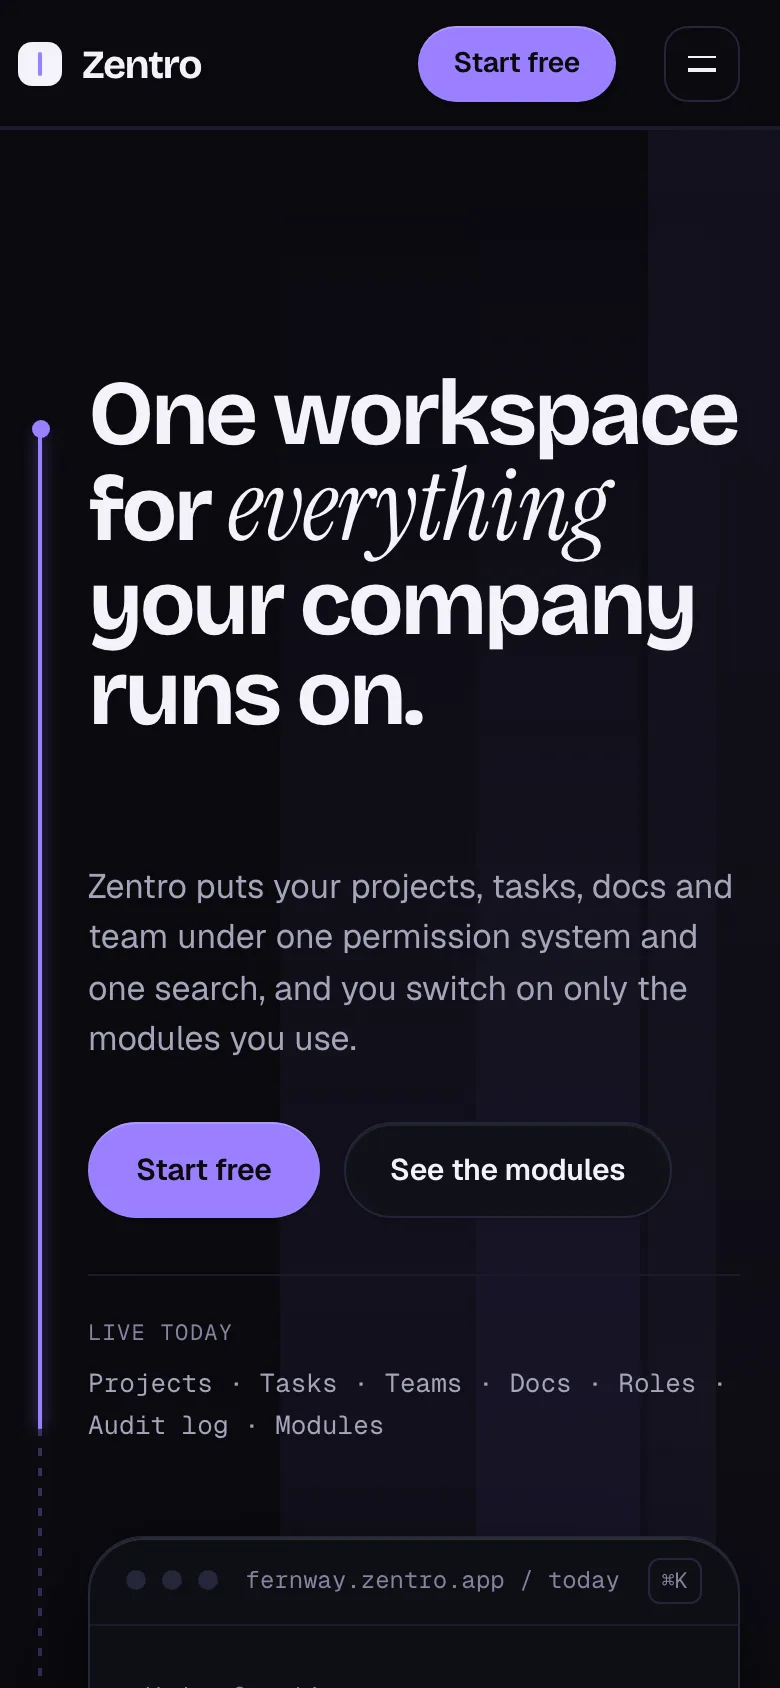 Zentro
Start free
One workspace
for everything
your company
runs on.
Zentro puts your projects, tasks, docs and
team under one permission system and
one search, and you switch on only the
modules you use.
Start free
See the modules
LIVE TODAY
Projects · Tasks · Teams · Docs · Roles ·
Audit log · Modules
fernway.zentro.app / today
⌘K